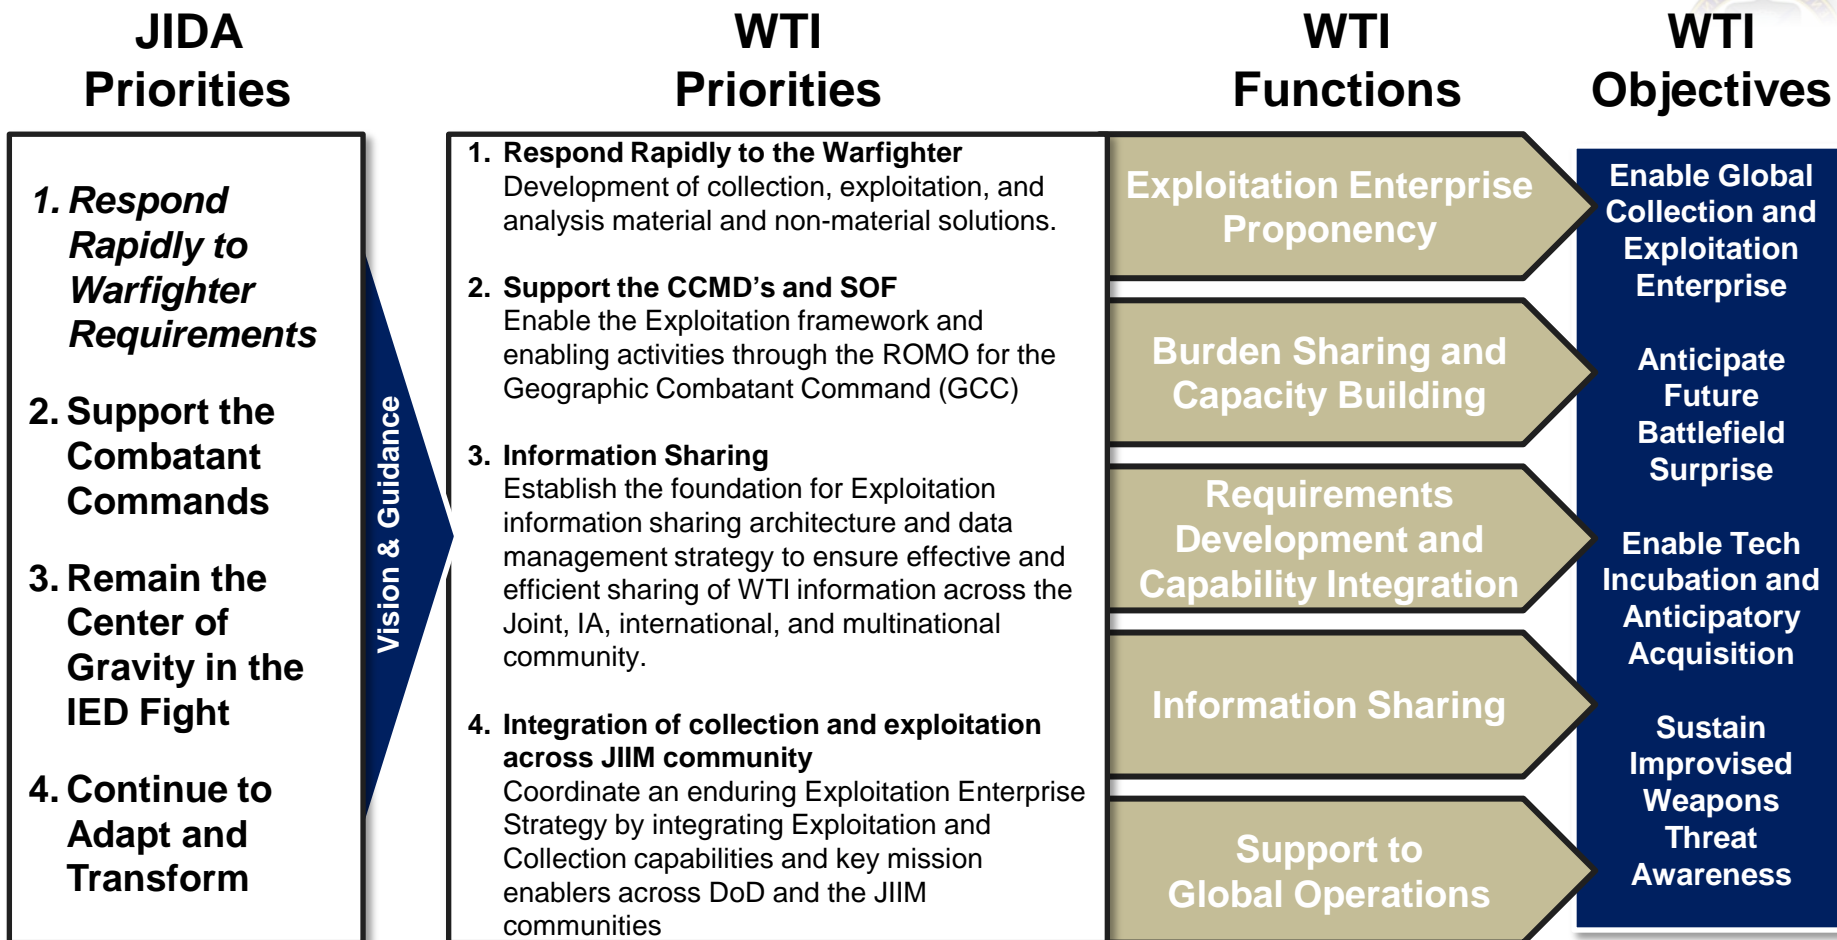 JIDA
Priorities
WTI
Priorities
WTI
Functions
WTI
Objectives
1. Respond
Rapidly to
Warfighter
Requirements
2. Support the
Combatant
Commands
3. Remain the
Center of
Gravity in the
IED Fight
4. Continue to
Adapt and
Transform
Vision & Guidance
1. Respond Rapidly to the Warfighter
Development of collection, exploitation, and
analysis material and non-material solutions.
2. Support the CCMD's and SOF
Enable the Exploitation framework and
enabling activities through the ROMO for the
Geographic Combatant Command (GCC)
3. Information Sharing
Establish the foundation for Exploitation
information sharing architecture and data
management strategy to ensure effective and
efficient sharing of WTI information across the
Joint, IA, international, and multinational
community.
4. Integration of collection and exploitation
across JIIM community
Coordinate an enduring Exploitation Enterprise
Strategy by integrating Exploitation and
Collection capabilities and key mission
enablers across DoD and the JIIM
communities
Exploitation Enterprise
Proponency
Burden Sharing and
Capacity Building
Requirements
Development and
Capability Integration
Information Sharing
Support to
Global Operations
Enable Global
Collection and
Exploitation
Enterprise
Anticipate
Future
Battlefield
Surprise
Enable Tech
Incubation and
Anticipatory
Acquisition
Sustain
Improvised
Weapons
Threat
Awareness